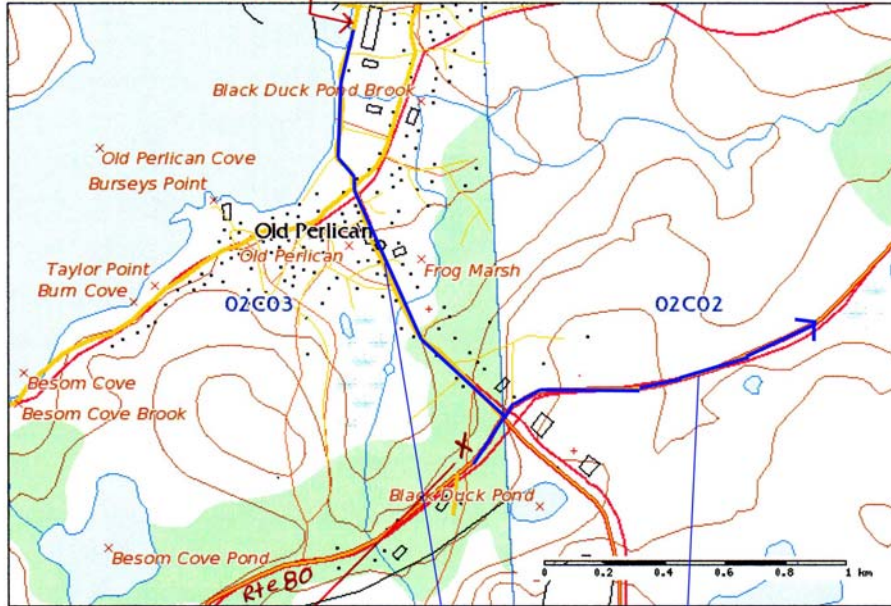 Black Duck Pond Brook
Old Perlican Cove
Burseys Point
Old Perlican
Old Perlican
Frog Marsh
Taylor Point
Burn Cove
02C03
02C02
Besom Cove
Besom Cove Brook
Black Duck Pond
Besom Cove Pond
Rte 80
0 0.2 0.4 0.6 0.8 1 km